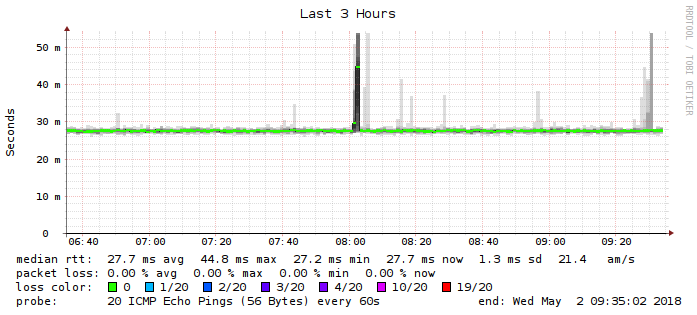 Last 3 Hours
RRDTOOL / TOBI OETIKER
Seconds
50 m
40 m
30 m
20 m
10 m
0
06:40 07:00 07:20 07:40 08:00 08:20 08:40 09:00 09:20
median rtt: 27.7 ms avg 44.8 ms max 27.2 ms min 27.7 ms now 1.3 ms sd 21.4 am/s
packet loss: 0.00 % avg 0.00 % max 0.00 % min 0.00 % now
loss color: 0 1/20 2/20 3/20 4/20 10/20 19/20
probe: 20 ICMP Echo Pings (56 Bytes) every 60s end: Wed May 2 09:35:02 2018